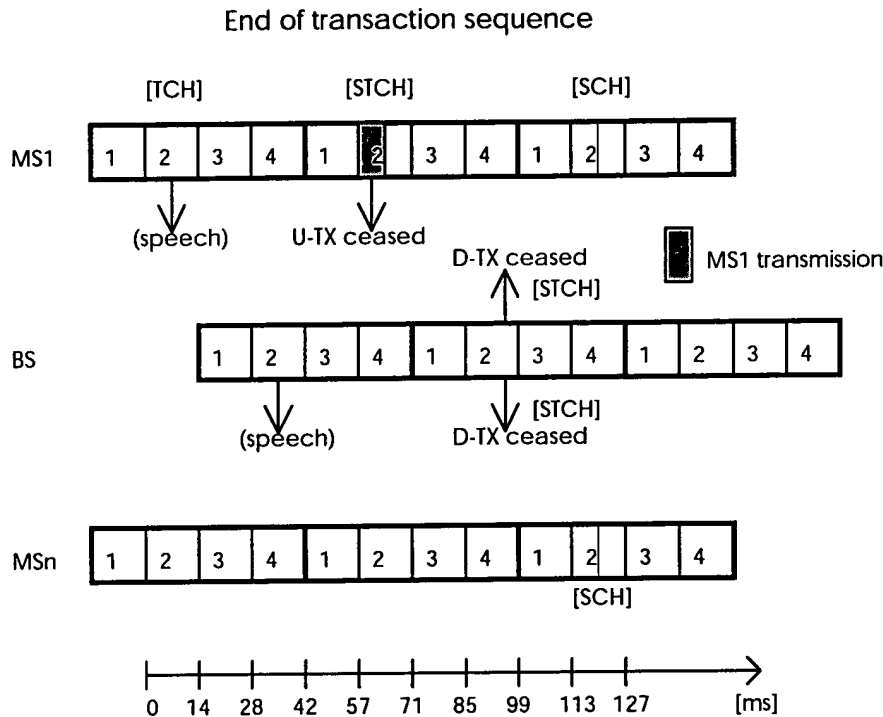 End of transaction sequence
[TCH] [STCH] [SCH]
MS1 1 2 3 4 1 2 3 4 1 2 3 4
(speech) U-TX ceased
D-TX ceased
[STCH]
MS1 transmission
BS 1 2 3 4 1 2 3 4 1 2 3 4
(speech)
[STCH]
D-TX ceased
MSn 1 2 3 4 1 2 3 4 1 2 3 4
[SCH]
0 14 28 42 57 71 85 99 113 127 [ms]